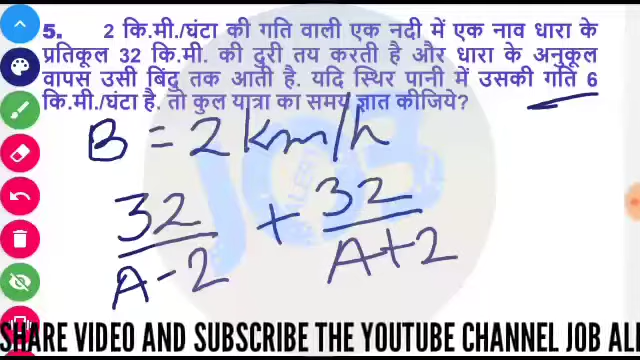 5. 2 कि.मी./घंटा की गति वाली एक नदी में एक नाव धारा के
प्रतिकूल 32 कि.मी. की दुरी तय करती है और धारा के अनुकूल
वापस उसी बिंदु तक आती है. यदि स्थिर पानी में उसकी गति 6
कि.मी./घंटा है. तो कुल यात्रा का समय ज्ञात कीजिये?
B = 2 km/h
32/A-2 + 32/A+2
SHARE VIDEO AND SUBSCRIBE THE YOUTUBE CHANNEL JOB AL